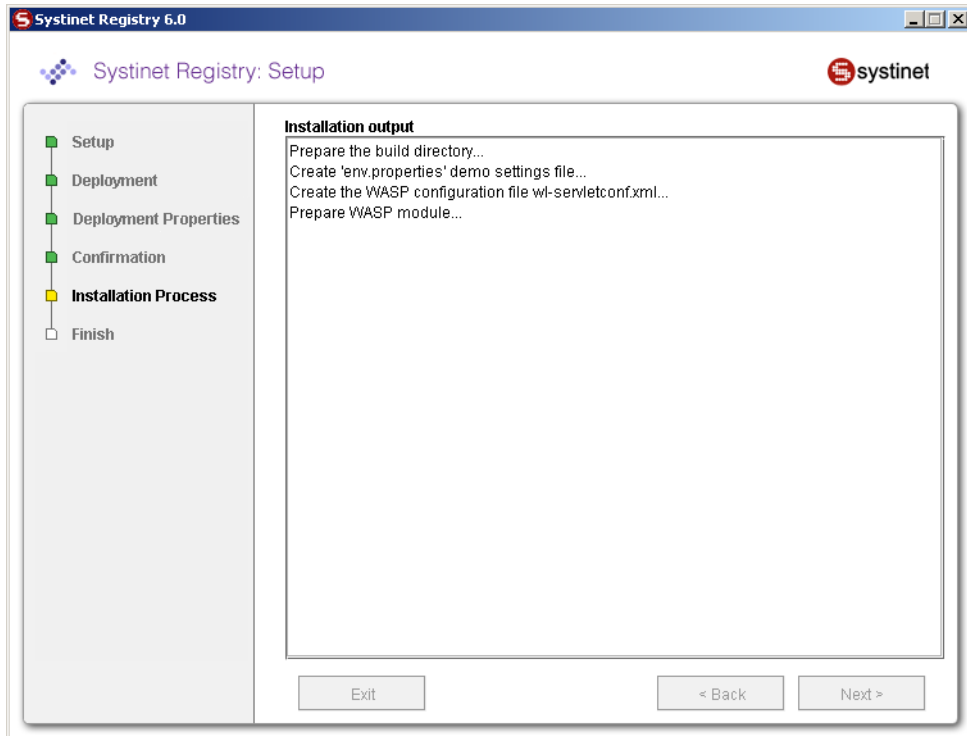 Systinet Registry 6.0
Systinet Registry: Setup
systinet
Setup
Deployment
Deployment Properties
Confirmation
Installation Process
Finish
Installation output
Prepare the build directory...
Create 'env.properties' demo settings file...
Create the WASP configuration file wl-servletconf.xml...
Prepare WASP module...
Exit
< Back
Next >